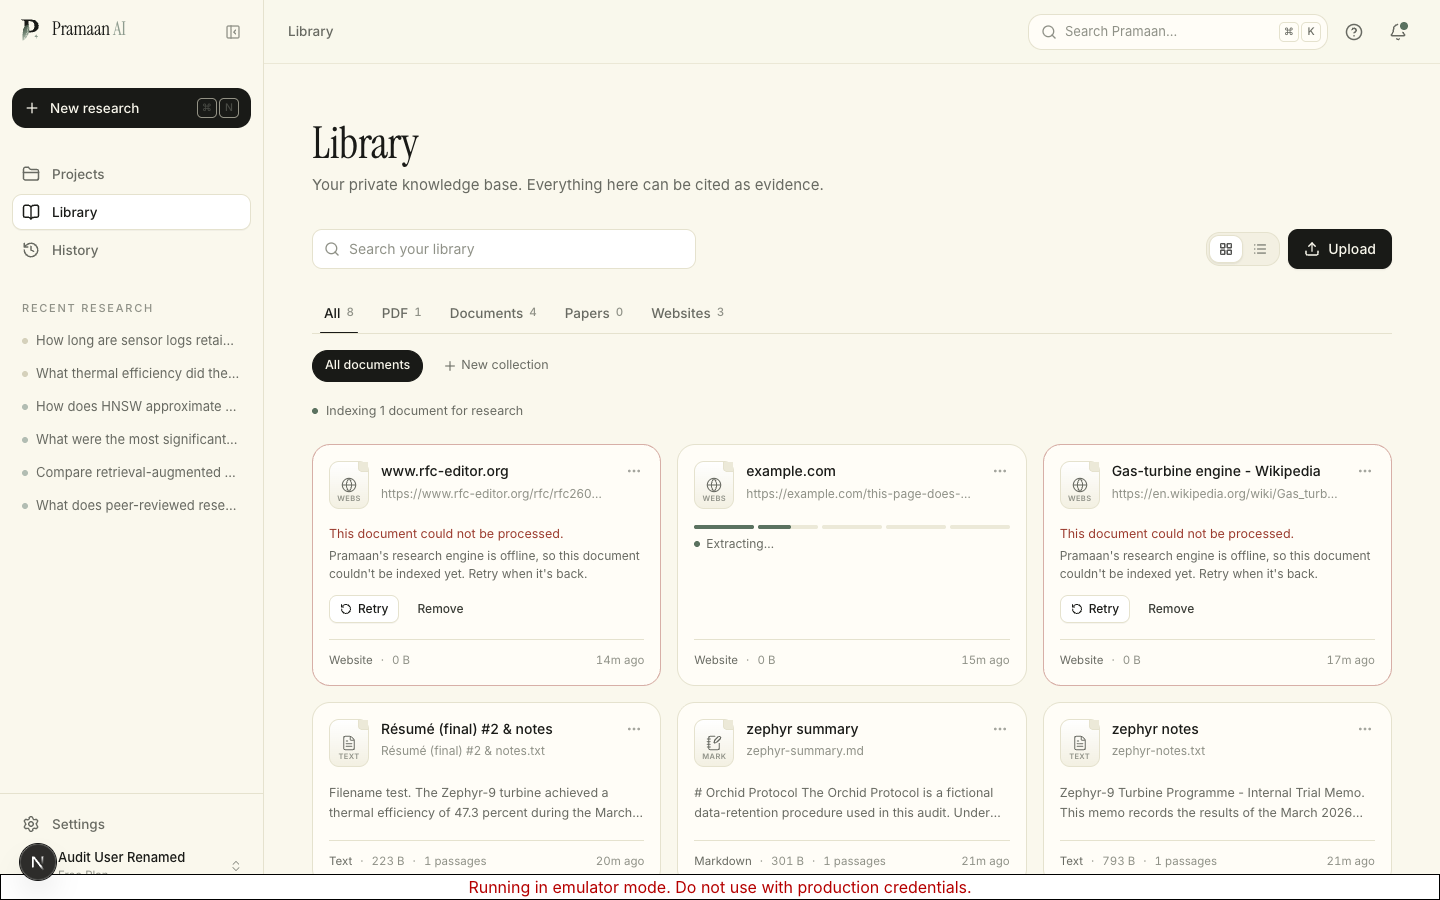 Pramaan AI
Library
Search Pramaan...
⌘ K
New research
⌘ N
Projects
Library
History
RECENT RESEARCH
How long are sensor logs retai...
What thermal efficiency did the...
How does HNSW approximate ...
What were the most significant...
Compare retrieval-augmented ...
What does peer-reviewed rese...
Settings
N
Audit User Renamed
Library
Your private knowledge base. Everything here can be cited as evidence.
Search your library
Upload
All 8
PDF 1
Documents 4
Papers 0
Websites 3
All documents
New collection
Indexing 1 document for research
WEBS
www.rfc-editor.org
https://www.rfc-editor.org/rfc/rfc260...
This document could not be processed.
Pramaan's research engine is offline, so this document
couldn't be indexed yet. Retry when it's back.
Retry
Remove
Website · 0 B
14m ago
WEBS
example.com
https://example.com/this-page-does-...
Extracting...
Website · 0 B
15m ago
WEBS
Gas-turbine engine - Wikipedia
https://en.wikipedia.org/wiki/Gas_turb...
This document could not be processed.
Pramaan's research engine is offline, so this document
couldn't be indexed yet. Retry when it's back.
Retry
Remove
Website · 0 B
17m ago
TEXT
Résumé (final) #2 & notes
Résumé (final) #2 & notes.txt
Filename test. The Zephyr-9 turbine achieved a
thermal efficiency of 47.3 percent during the March...
Text · 223 B · 1 passages
20m ago
MARK
zephyr summary
zephyr-summary.md
# Orchid Protocol The Orchid Protocol is a fictional
data-retention procedure used in this audit. Under...
Markdown · 301 B · 1 passages
21m ago
TEXT
zephyr notes
zephyr-notes.txt
Zephyr-9 Turbine Programme - Internal Trial Memo.
This memo records the results of the March 2026...
Text · 793 B · 1 passages
21m ago
Running in emulator mode. Do not use with production credentials.